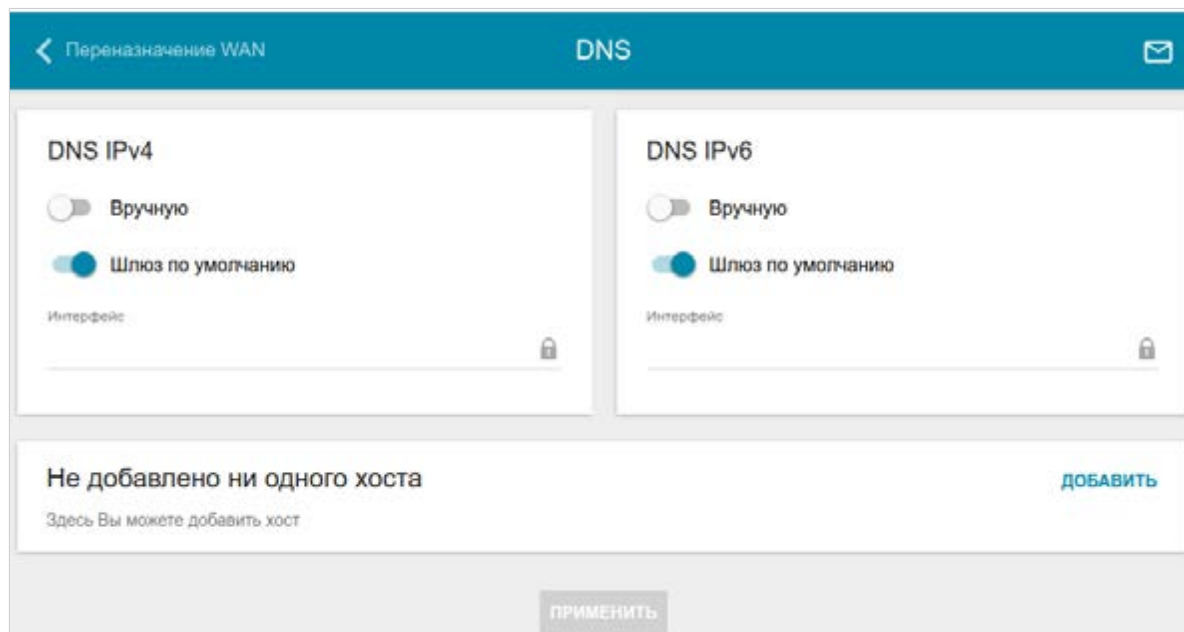 Переназначение WAN
DNS
DNS IPv4
Вручную
Шлюз по умолчанию
Интерфейс
DNS IPv6
Вручную
Шлюз по умолчанию
Интерфейс
Не добавлено ни одного хоста
ДОБАВИТЬ
Здесь Вы можете добавить хост
ПРИМЕНИТЬ